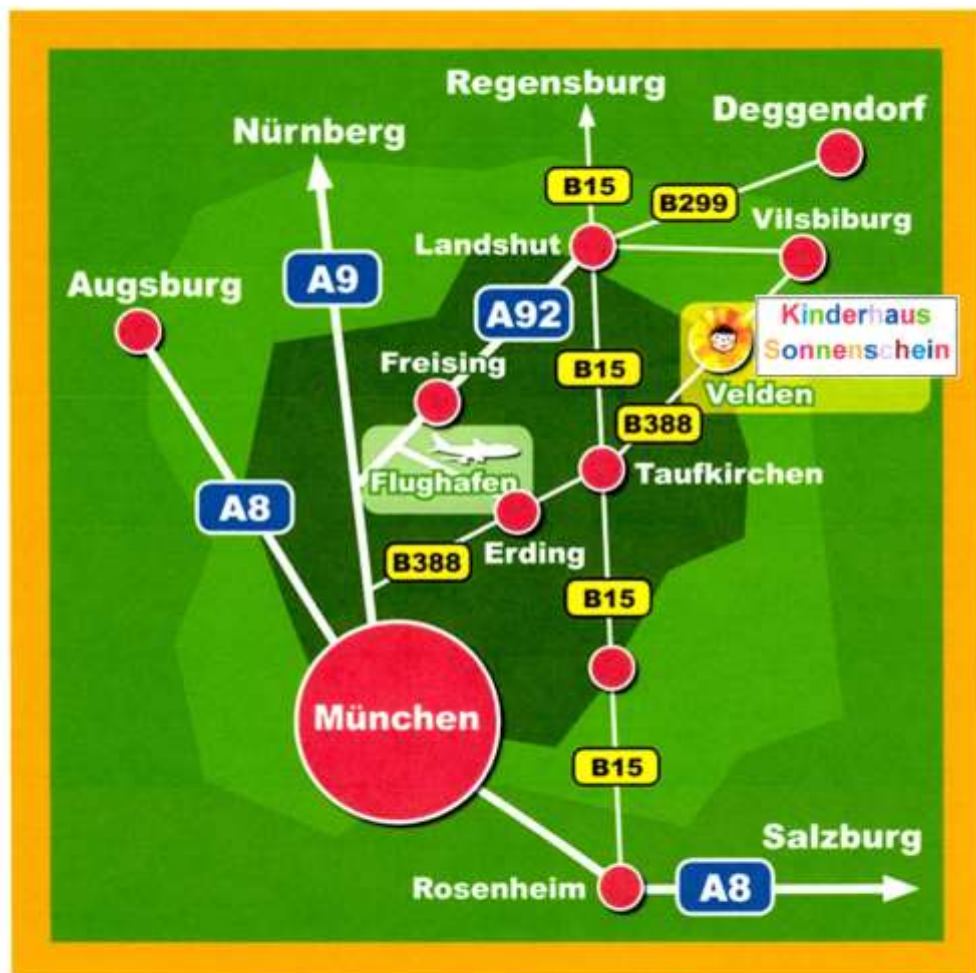 Regensburg
Deggendorf
Nürnberg
B15
B299
Vilsbiburg
Landshut
Augsburg
A9
A92
Kinderhaus
Sonnenschein
Freising
B15
Velden
B388
Flughafen
Taufkirchen
A8
Erding
B388
B15
München
B15
Salzburg
Rosenheim
A8